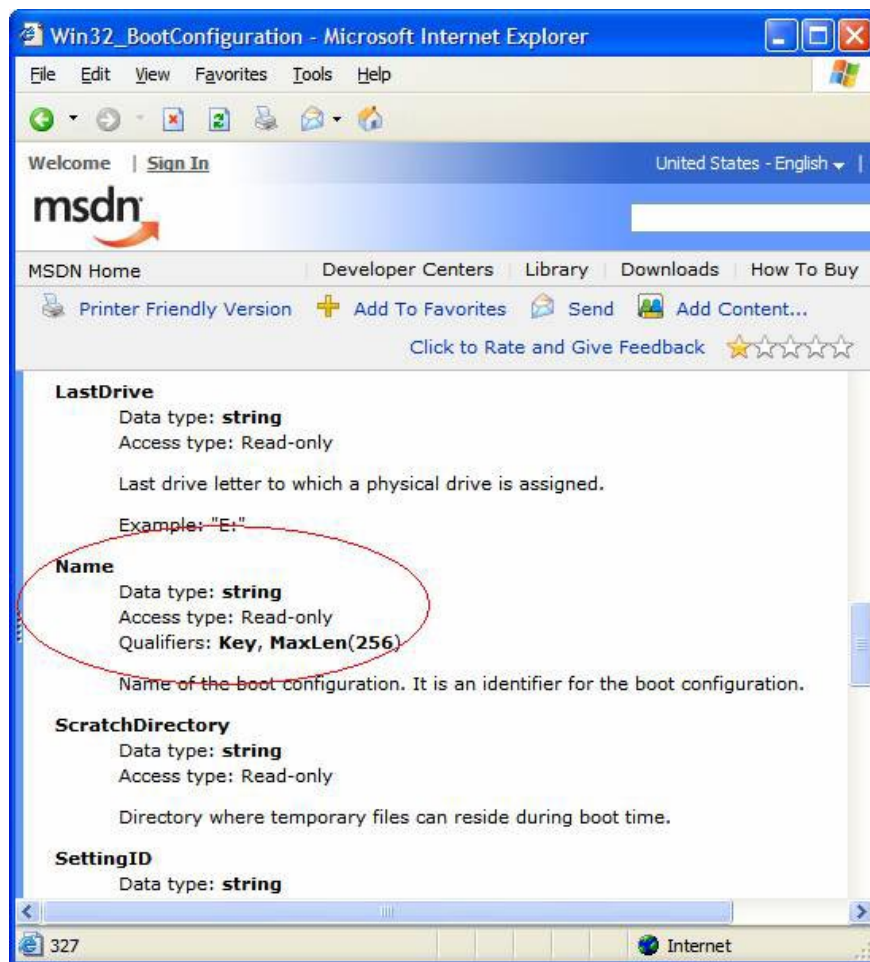 Win32_BootConfiguration - Microsoft Internet Explorer
File Edit View Favorites Tools Help
Welcome | Sign In United States - English |
msdn
MSDN Home Developer Centers Library Downloads How To Buy
Printer Friendly Version Add To Favorites Send Add Content...
Click to Rate and Give Feedback
LastDrive
Data type: string
Access type: Read-only
Last drive letter to which a physical drive is assigned.
Example: "E:"
Name
Data type: string
Access type: Read-only
Qualifiers: Key, MaxLen(256)
Name of the boot configuration. It is an identifier for the boot configuration.
ScratchDirectory
Data type: string
Access type: Read-only
Directory where temporary files can reside during boot time.
SettingID
Data type: string
327 Internet